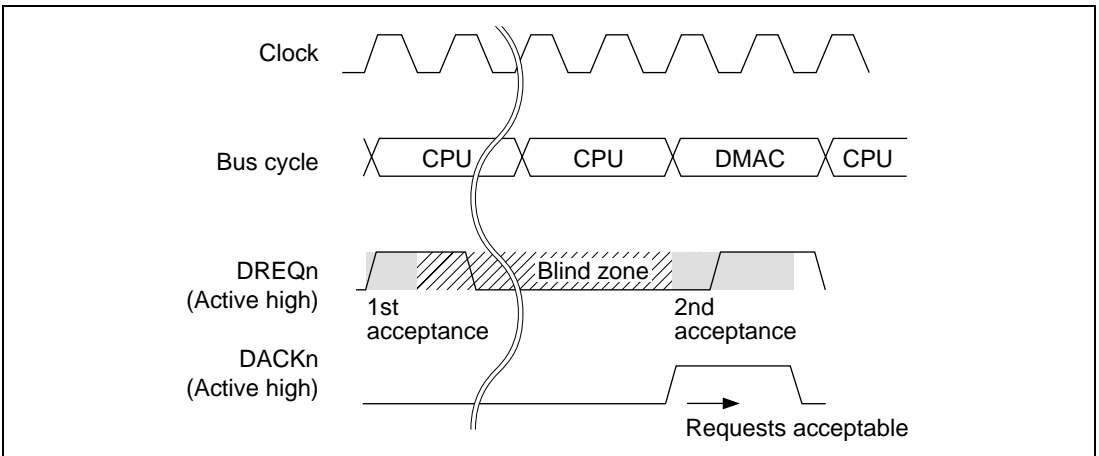 Clock
Bus cycle CPU CPU DMAC CPU
DREQn
(Active high)
Blind zone
1st
acceptance
2nd
acceptance
DACKn
(Active high)
Requests acceptable